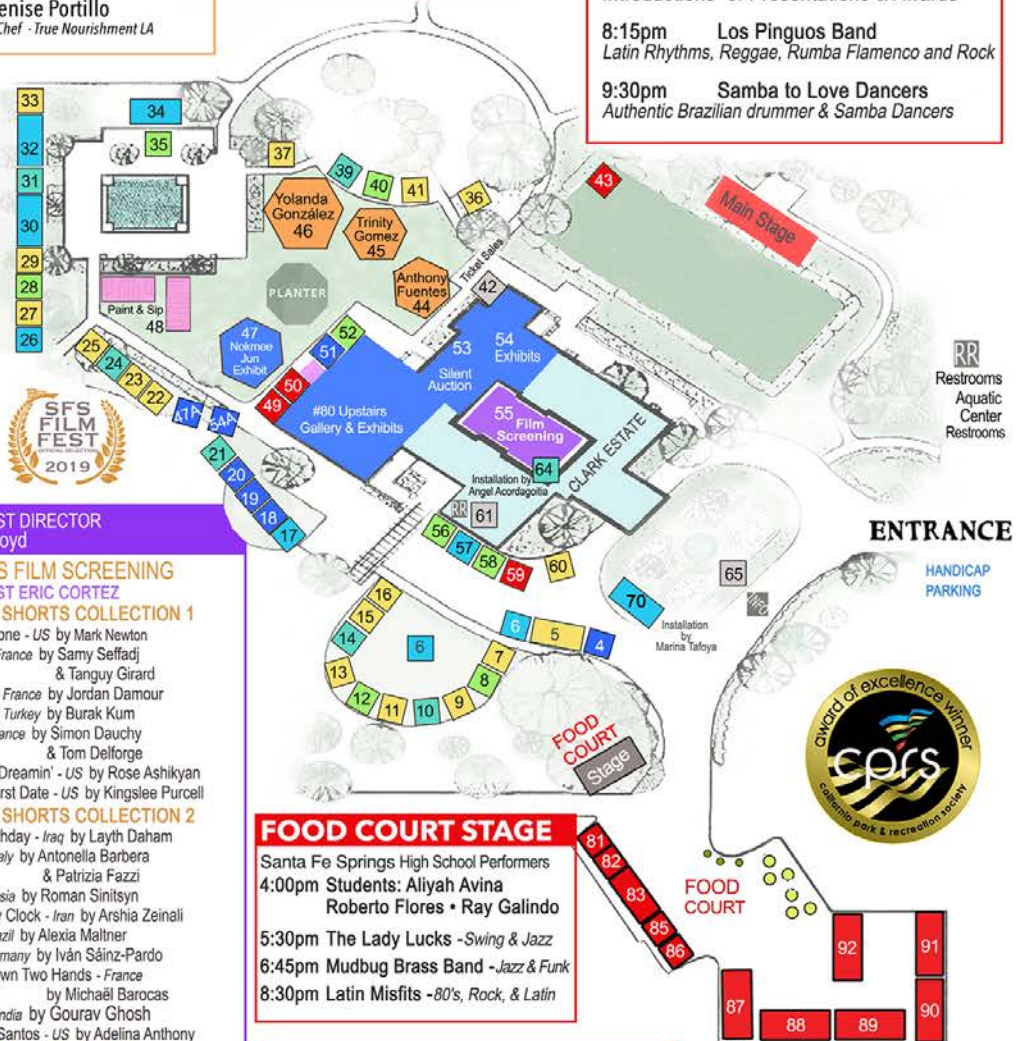 enise Portillo
Chef - True Nourishment LA
8:15pm Los Pinguos Band
Latin Rhythms, Reggae, Rumba Flamenco and Rock
9:30pm Samba to Love Dancers
Authentic Brazilian drummer & Samba Dancers
33
34
32
35
31
30
29
28
27
26
37
39
40
41
36
43
Main Stage
Yolanda
González
46
Trinity
Gomez
45
Anthony
Fuentes
44
PLANTER
Ticket Sales
42
Paint & Sip
48
25
24
23
22
47A
54A
47
Nokmee
Jun
Exhibit
52
51
50
49
53
Silent
Auction
54
Exhibits
#80 Upstairs
Gallery & Exhibits
55 Film
Screening
64
CLARK ESTATE
Installation by
Angel Acordagoitia
RR
61
RR
Restrooms
Aquatic
Center
Restrooms
SFS
FILM
FEST
OFFICIAL SELECTION
2019
21
20
19
18
17
56
57
58
59
60
ENTRANCE
HANDICAP
PARKING
65
INFO
70
Installation
by
Marina Tafoya
16
15
14
13
12
11
10
9
8
7
6
6
5
4
FOOD
COURT
Stage
award of excellence winner
cprs
california park & recreation society
ST DIRECTOR
oyd
S FILM SCREENING
ST ERIC CORTEZ
SHORTS COLLECTION 1
one - US by Mark Newton
France by Samy Seffadj
& Tanguy Girard
France by Jordan Damour
Turkey by Burak Kum
ance by Simon Dauchy
& Tom Delforge
Dreamin' - US by Rose Ashikyan
rst Date - US by Kingslee Purcell
SHORTS COLLECTION 2
hday - Iraq by Layth Daham
aly by Antonella Barbera
& Patrizia Fazzi
sia by Roman Sinitsyn
y Clock - Iran by Arshia Zeinali
nzil by Alexia Maltner
many by Iván Sáinz-Pardo
wn Two Hands - France
by Michaël Barocas
ndia by Gourav Ghosh
Santos - US by Adelina Anthony
FOOD COURT STAGE
Santa Fe Springs High School Performers
4:00pm Students: Aliyah Avina
Roberto Flores • Ray Galindo
5:30pm The Lady Lucks - Swing & Jazz
6:45pm Mudbug Brass Band - Jazz & Funk
8:30pm Latin Misfits - 80's, Rock, & Latin
81
82
83
85
86
FOOD
COURT
92
91
87
88
89
90